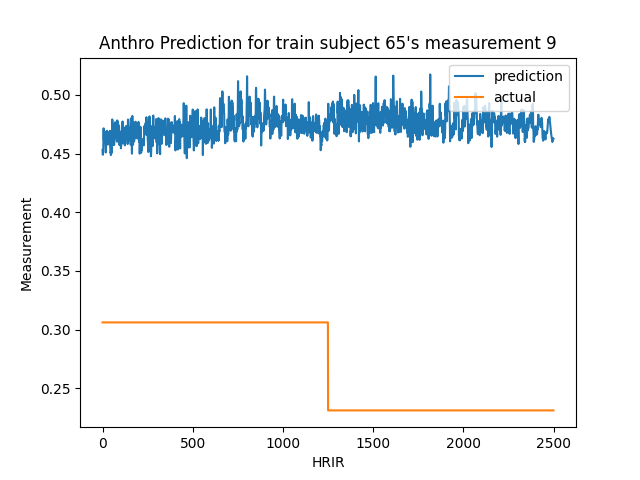 Anthro Prediction for train subject 65's measurement 9
prediction
actual
0.50
0.45
0.40
0.35
0.30
0.25
Measurement
0
500
1000
1500
2000
2500
HRIR